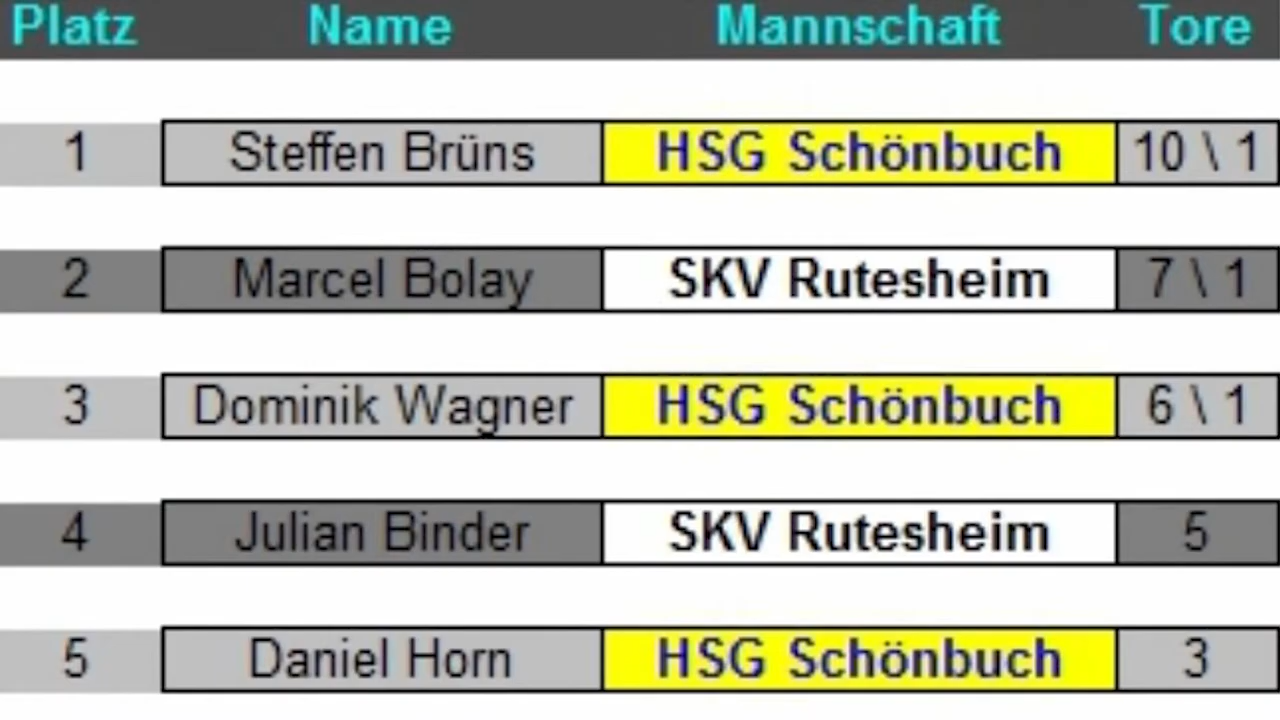 Platz Name Mannschaft Tore
1 Steffen Brüns HSG Schönbuch 10 \ 1
2 Marcel Bolay SKV Rutesheim 7 \ 1
3 Dominik Wagner HSG Schönbuch 6 \ 1
4 Julian Binder SKV Rutesheim 5
5 Daniel Horn HSG Schönbuch 3